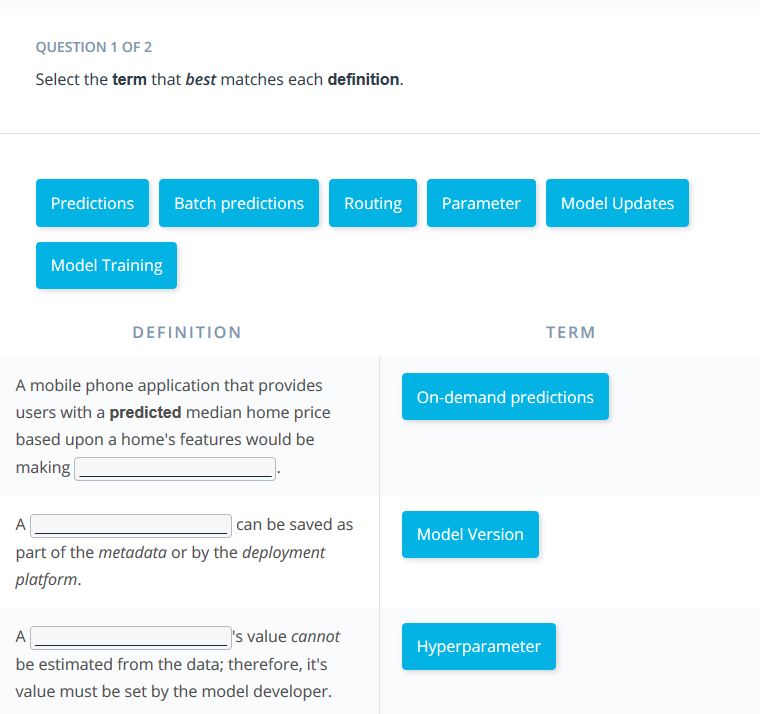 QUESTION 1 OF 2
Select the term that best matches each definition.
Predictions Batch predictions Routing Parameter Model Updates
Model Training
DEFINITION TERM
A mobile phone application that provides
users with a predicted median home price
based upon a home's features would be
making .
On-demand predictions
A can be saved as
part of the metadata or by the deployment
platform.
Model Version
A 's value cannot
be estimated from the data; therefore, it's
value must be set by the model developer.
Hyperparameter